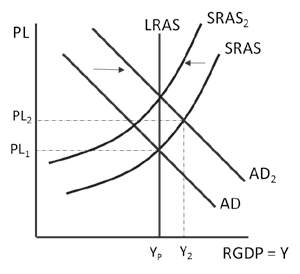 PL
LRAS
SRAS₂
SRAS
PL₂
PL₁
AD₂
AD
Yₚ
Y₂
RGDP = Y